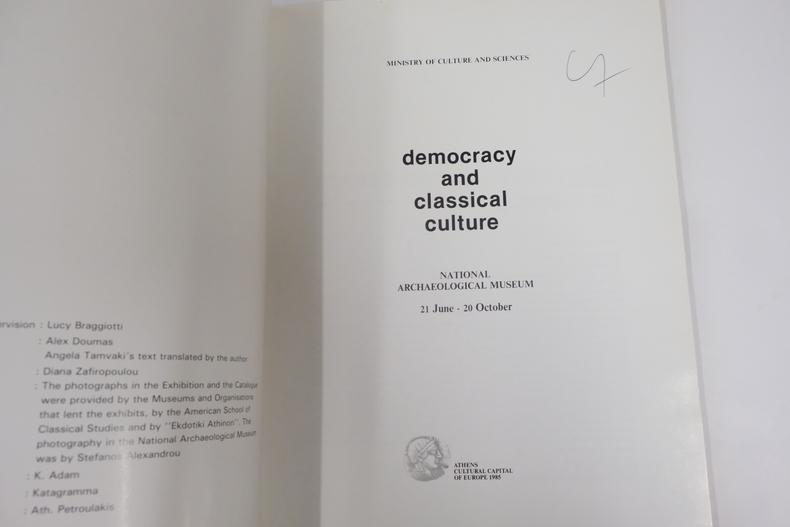 rvision : Lucy Braggiotti
: Alex Doumas
Angela Tamvaki's text translated by the author
: Diana Zafiropoulou
: The photographs in the Exhibition and the Catalogue
were provided by the Museums and Organisations
that lent the exhibits, by the American School of
Classical Studies and by "Ekdotiki Athinon". The
photography in the National Archaeological Museum
was by Stefanos Alexandrou
: K. Adam
: Katagramma
: Ath. Petroulakis
MINISTRY OF CULTURE AND SCIENCES
democracy
and
classical
culture
NATIONAL
ARCHAEOLOGICAL MUSEUM
21 June - 20 October
ATHENS
CULTURAL CAPITAL
OF EUROPE 1985